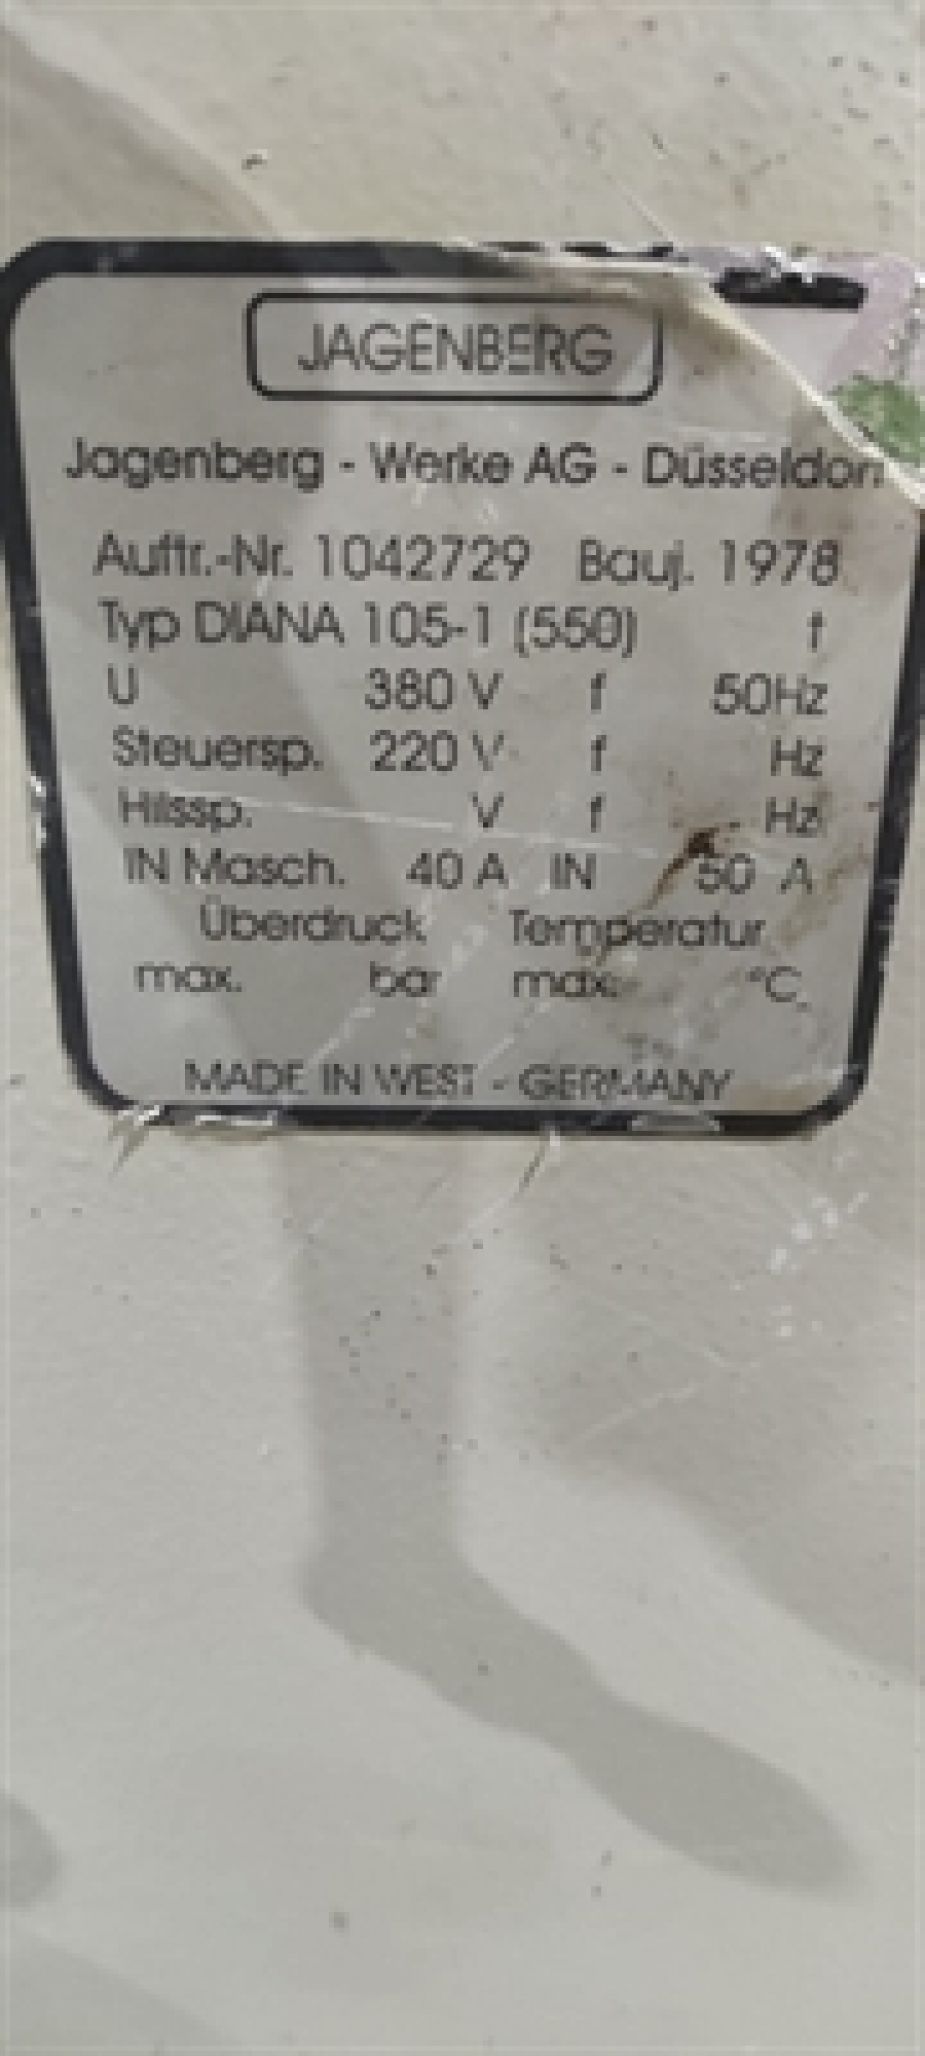 JAGENBERG
Jagenberg - Werke AG - Düsseldorf
Auftr.-Nr. 1042729 Bauj. 1978
Typ DIANA 105-1 (550) t
U 380 V f 50Hz
Steuersp. 220 V f Hz
Hilssp. V f Hz
IN Masch. 40 A IN 50 A
Überdruck Temperatur
max. bar max. °C
MADE IN WEST - GERMANY